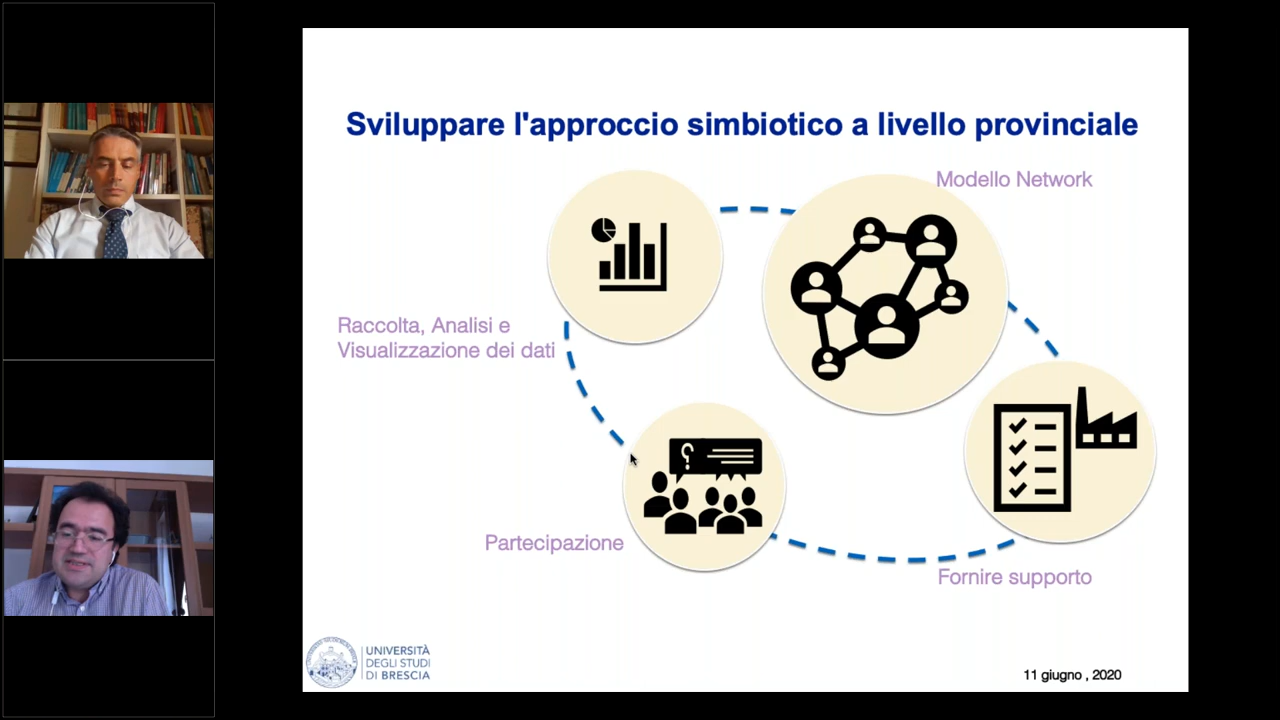 Sviluppare l'approccio simbiotico a livello provinciale
Modello Network
Raccolta, Analisi e
Visualizzazione dei dati
Partecipazione
Fornire supporto
UNIVERSITÀ
DEGLI STUDI
DI BRESCIA
11 giugno , 2020